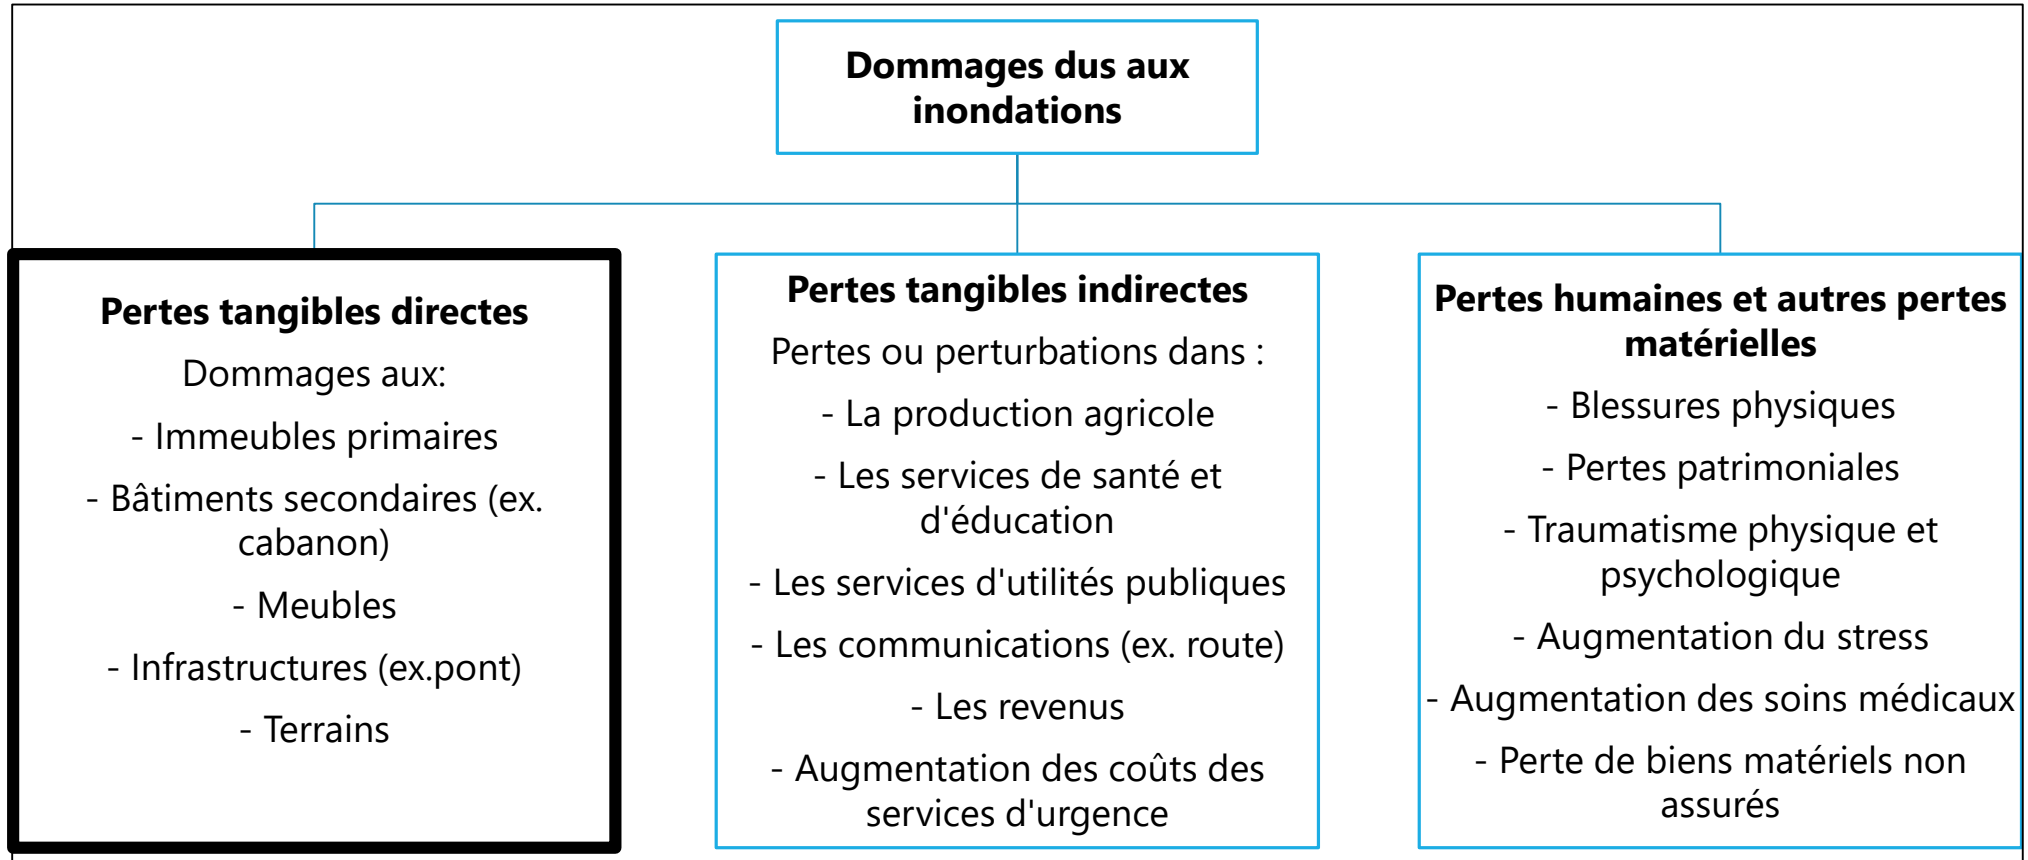 Dommages dus aux
inondations
Pertes tangibles directes
Dommages aux:
- Immeubles primaires
- Bâtiments secondaires (ex.
cabanon)
- Meubles
- Infrastructures (ex.pont)
- Terrains
Pertes tangibles indirectes
Pertes ou perturbations dans :
- La production agricole
- Les services de santé et
d'éducation
- Les services d'utilités publiques
- Les communications (ex. route)
- Les revenus
- Augmentation des coûts des
services d'urgence
Pertes humaines et autres pertes
matérielles
- Blessures physiques
- Pertes patrimoniales
- Traumatisme physique et
psychologique
- Augmentation du stress
- Augmentation des soins médicaux
- Perte de biens matériels non
assurés